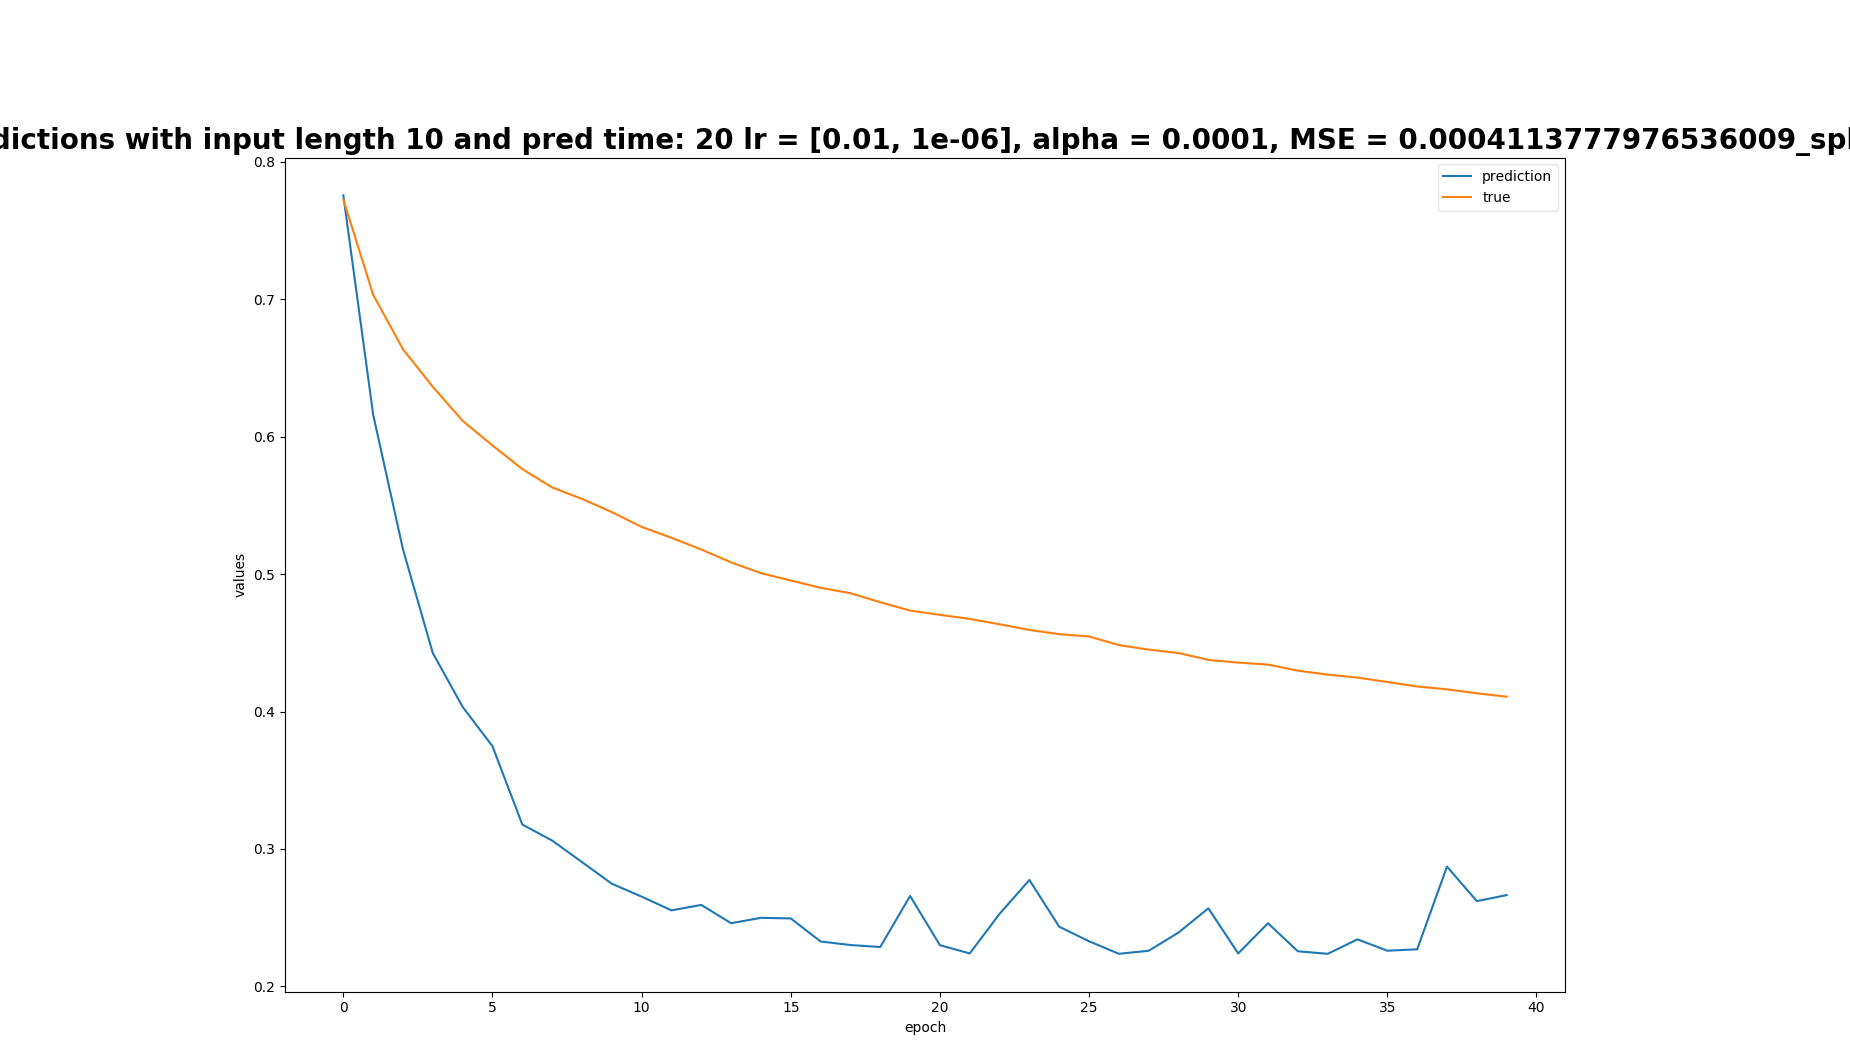 dictions with input length 10 and pred time: 20 lr = [0.01, 1e-06], alpha = 0.0001, MSE = 0.0004113777976536009_spl
prediction
true
0.8
0.7
0.6
0.5
0.4
0.3
0.2
values
0 5 10 15 20 25 30 35 40
epoch